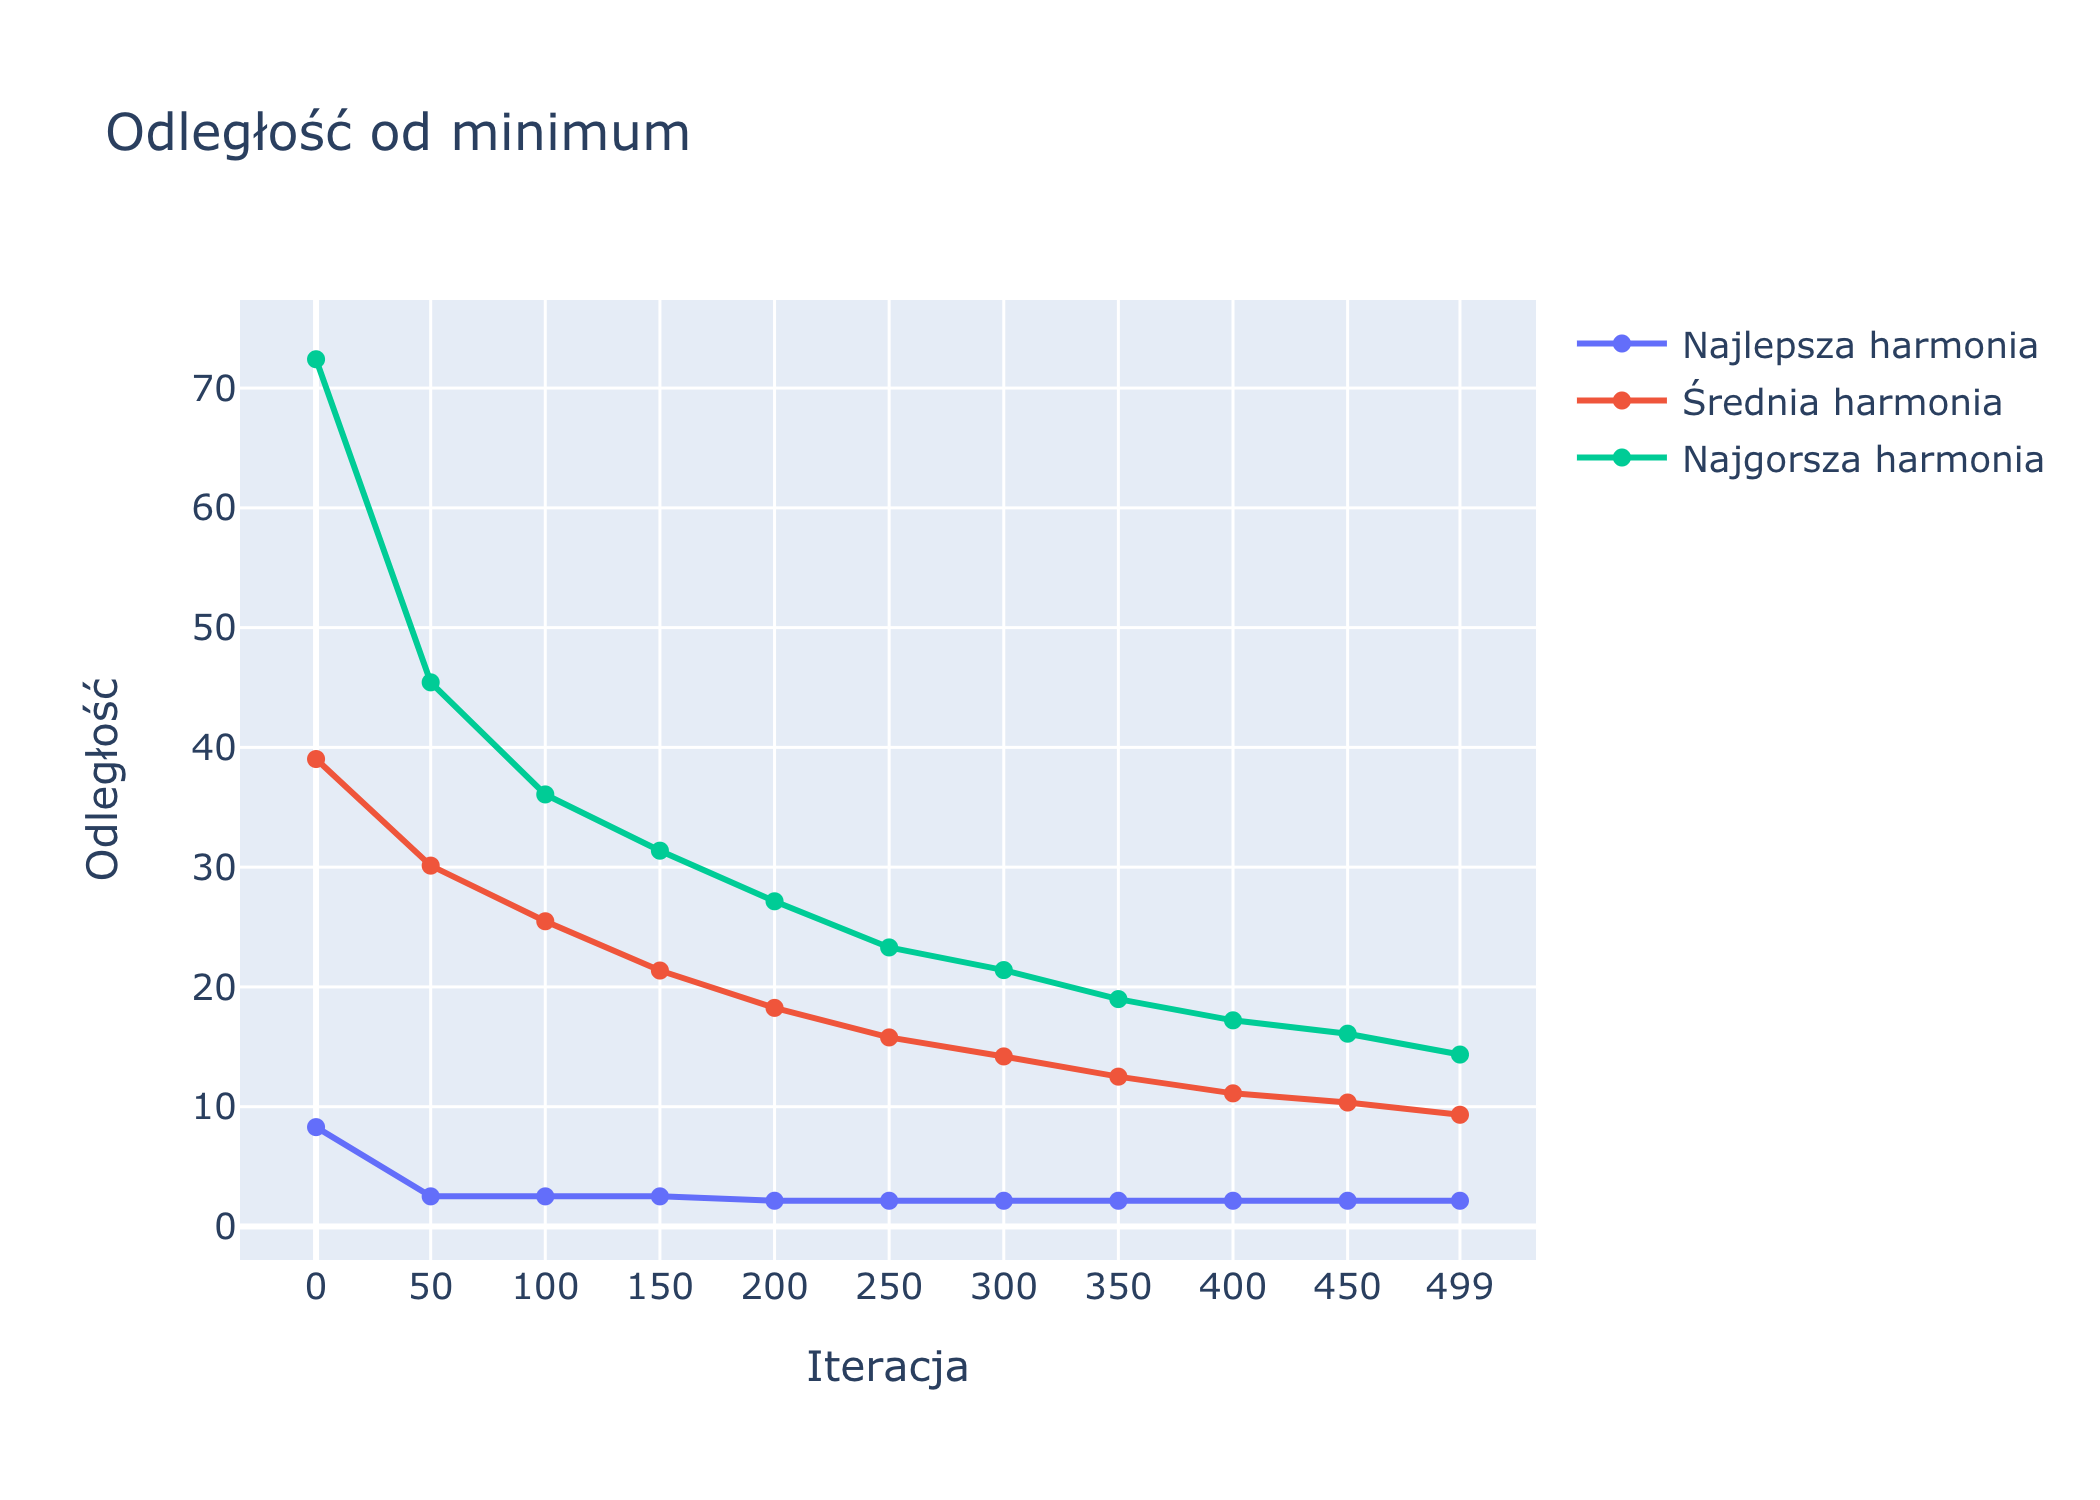 Odległość od minimum
Najlepsza harmonia
Średnia harmonia
Najgorsza harmonia
70
60
50
40
30
20
10
0
Odległość
0 50 100 150 200 250 300 350 400 450 499
Iteracja